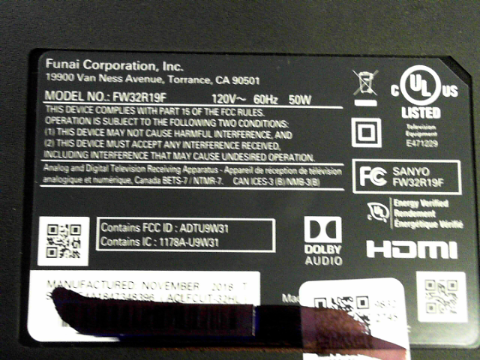 Funai Corporation, Inc.
19900 Van Ness Avenue, Torrance, CA 90501
MODEL NO.: FW32R19F 120V~ 60Hz 50W
THIS DEVICE COMPLIES WITH PART 15 OF THE FCC RULES.
OPERATION IS SUBJECT TO THE FOLLOWING TWO CONDITIONS:
(1) THIS DEVICE MAY NOT CAUSE HARMFUL INTERFERENCE, AND
(2) THIS DEVICE MUST ACCEPT ANY INTERFERENCE RECEIVED,
INCLUDING INTERFERENCE THAT MAY CAUSE UNDESIRED OPERATION.
Analog and Digital Television Receiving Apparatus - Appareil de réception de télévision
analogique et numérique, Canada BETS-7 / NTMR-7. CAN ICES-3 (B) / NMB-3(B)
C UL US
LISTED
Television
Equipment
E471229
FC SANYO
FW32R19F
UL Energy Verified
Rendement
Énergétique Vérifié
Contains FCC ID : ADTU9W31
Contains IC : 1178A-U9W31
DOLBY
AUDIO
HDMI
MANUFACTURED NOVEMBER 2018